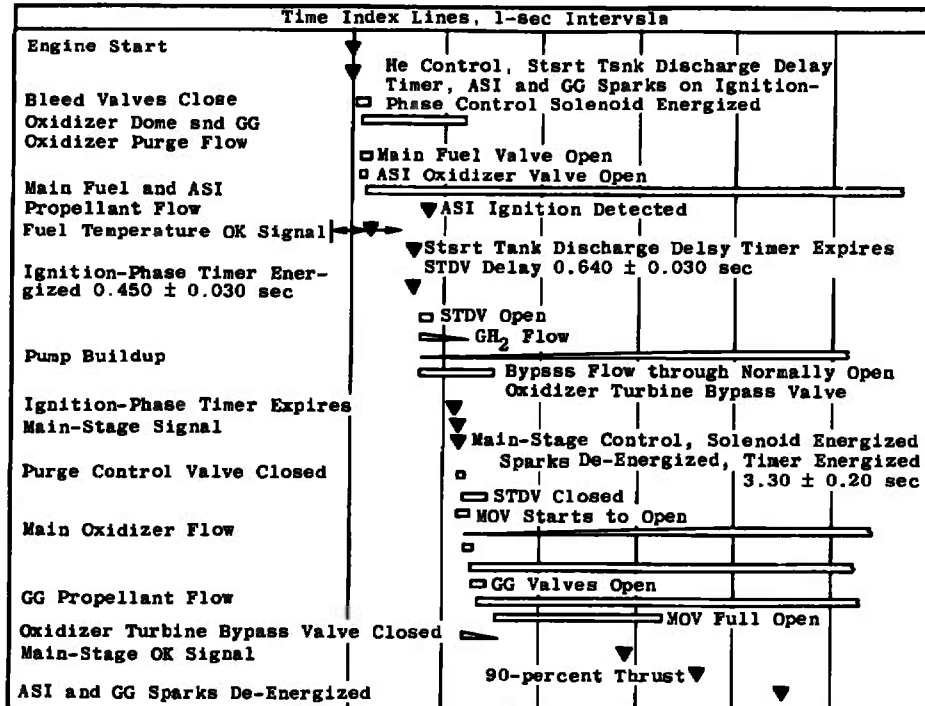 Time Index Lines, 1-sec Intervsla
Engine Start
He Control, Stsrt Tsnk Discharge Delay
Timer, ASI and GG Sparks on Ignition-
Phase Control Solenoid Energized
Bleed Valves Close
Oxidizer Dome snd GG
Oxidizer Purge Flow
Main Fuel Valve Open
ASI Oxidizer Valve Open
Main Fuel and ASI
Propellant Flow
ASI Ignition Detected
Fuel Temperature OK Signal
Stsrt Tank Discharge Delsy Timer Expires
STDV Delay 0.640 ± 0.030 sec
Ignition-Phase Timer Ener-
gized 0.450 ± 0.030 sec
STDV Open
GH2 Flow
Pump Buildup
Bypsss Flow through Normally Open
Oxidizer Turbine Bypass Valve
Ignition-Phase Timer Expires
Main-Stage Signal
Main-Stage Control, Solenoid Energized
Sparks De-Energized, Timer Energized
3.30 ± 0.20 sec
Purge Control Valve Closed
STDV Closed
MOV Starts to Open
Main Oxidizer Flow
GG Valves Open
GG Propellant Flow
MOV Full Open
Oxidizer Turbine Bypass Valve Closed
Main-Stage OK Signal
90-percent Thrust
ASI and GG Sparks De-Energized